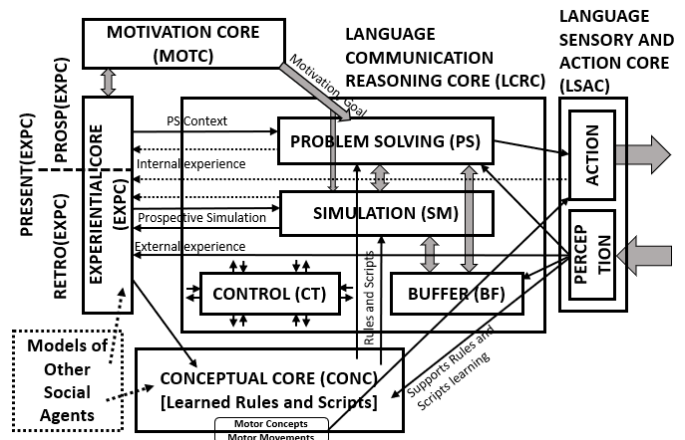 MOTIVATION CORE
(MOTC)
LANGUAGE
COMMUNICATION
REASONING CORE (LCRC)
LANGUAGE
SENSORY AND
ACTION CORE
(LSAC)
Motivation, Goal
PRESENT(EXPC)
PROSP(EXPC)
RETRO(EXPC)
EXPERIENTIAL CORE
(EXPC)
PS Context
PROBLEM SOLVING (PS)
Internal experience
SIMULATION (SM)
Prospective Simulation
External experience
ACTION
PERCEP
TION
CONTROL (CT)
BUFFER (BF)
Rules and Scripts
Supports Rules and
Scripts learning
Models of
Other
Social
Agents
CONCEPTUAL CORE (CONC)
[Learned Rules and Scripts]
Motor Concepts
Motor Movements